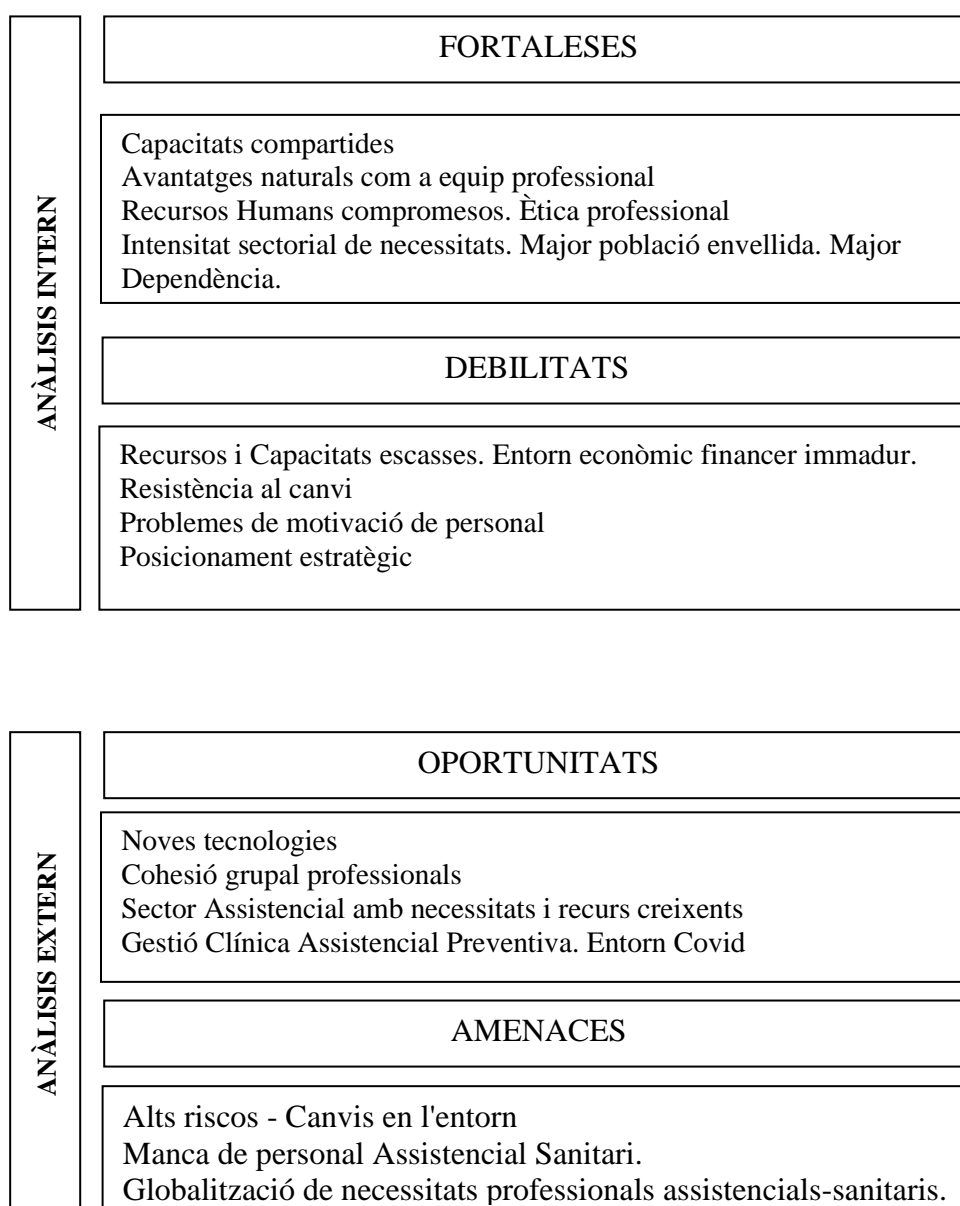 ANÀLISIS INTERN
FORTALESES
Capacitats compartides
Avantatges naturals com a equip professional
Recursos Humans compromesos. Ètica professional
Intensitat sectorial de necessitats. Major població envellida. Major
Dependència.
DEBILITATS
Recursos i Capacitats escasses. Entorn econòmic financer immadur.
Resistència al canvi
Problemes de motivació de personal
Posicionament estratègic
ANÀLISIS EXTERN
OPORTUNITATS
Noves tecnologies
Cohesió grupal professionals
Sector Assistencial amb necessitats i recurs creixents
Gestió Clínica Assistencial Preventiva. Entorn Covid
AMENACES
Alts riscos - Canvis en l'entorn
Manca de personal Assistencial Sanitari.
Globalització de necessitats professionals assistencials-sanitaris.